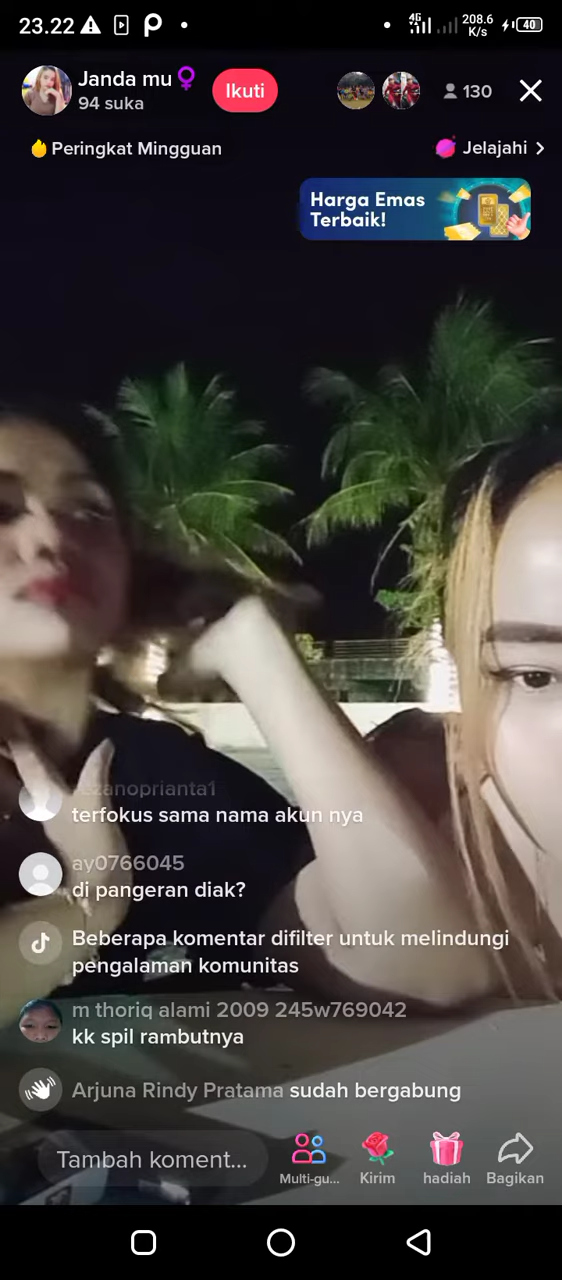 23.22
4G
208.6
K/s
40
Janda mu
94 suka
Ikuti
130
Peringkat Mingguan
Jelajahi
Harga Emas
Terbaik!
terfokus sama nama akun nya
ay0766045
di pangeran diak?
Beberapa komentar difilter untuk melindungi
pengalaman komunitas
m thoriq alami 2009 245w769042
kk spil rambutnya
Arjuna Rindy Pratama sudah bergabung
Tambah koment...
Multi-gu...
Kirim
hadiah
Bagikan